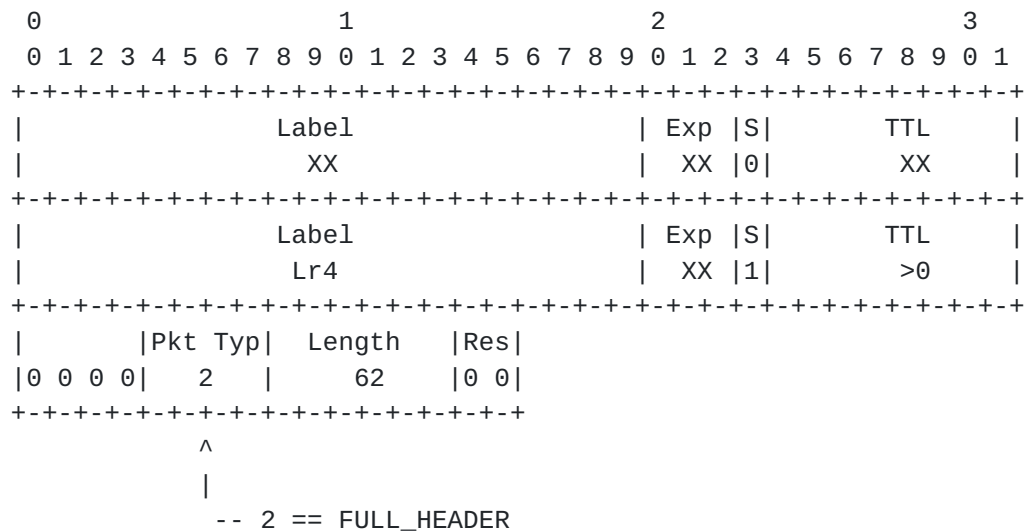 0                   1                   2                   3
 0 1 2 3 4 5 6 7 8 9 0 1 2 3 4 5 6 7 8 9 0 1 2 3 4 5 6 7 8 9 0 1
+-+-+-+-+-+-+-+-+-+-+-+-+-+-+-+-+-+-+-+-+-+-+-+-+-+-+-+-+-+-+-+-+
|                Label                  | Exp |S|       TTL     |
|                  XX                   |  XX |0|        XX     |
+-+-+-+-+-+-+-+-+-+-+-+-+-+-+-+-+-+-+-+-+-+-+-+-+-+-+-+-+-+-+-+-+
|                Label                  | Exp |S|       TTL     |
|                 Lr4                   |  XX |1|        >0     |
+-+-+-+-+-+-+-+-+-+-+-+-+-+-+-+-+-+-+-+-+-+-+-+-+-+-+-+-+-+-+-+-+
|       |Pkt Typ|  Length   |Res|
|0 0 0 0|   2   |     62    |0 0|
+-+-+-+-+-+-+-+-+-+-+-+-+-+-+-+-+
            ^
            |
             -- 2 == FULL_HEADER